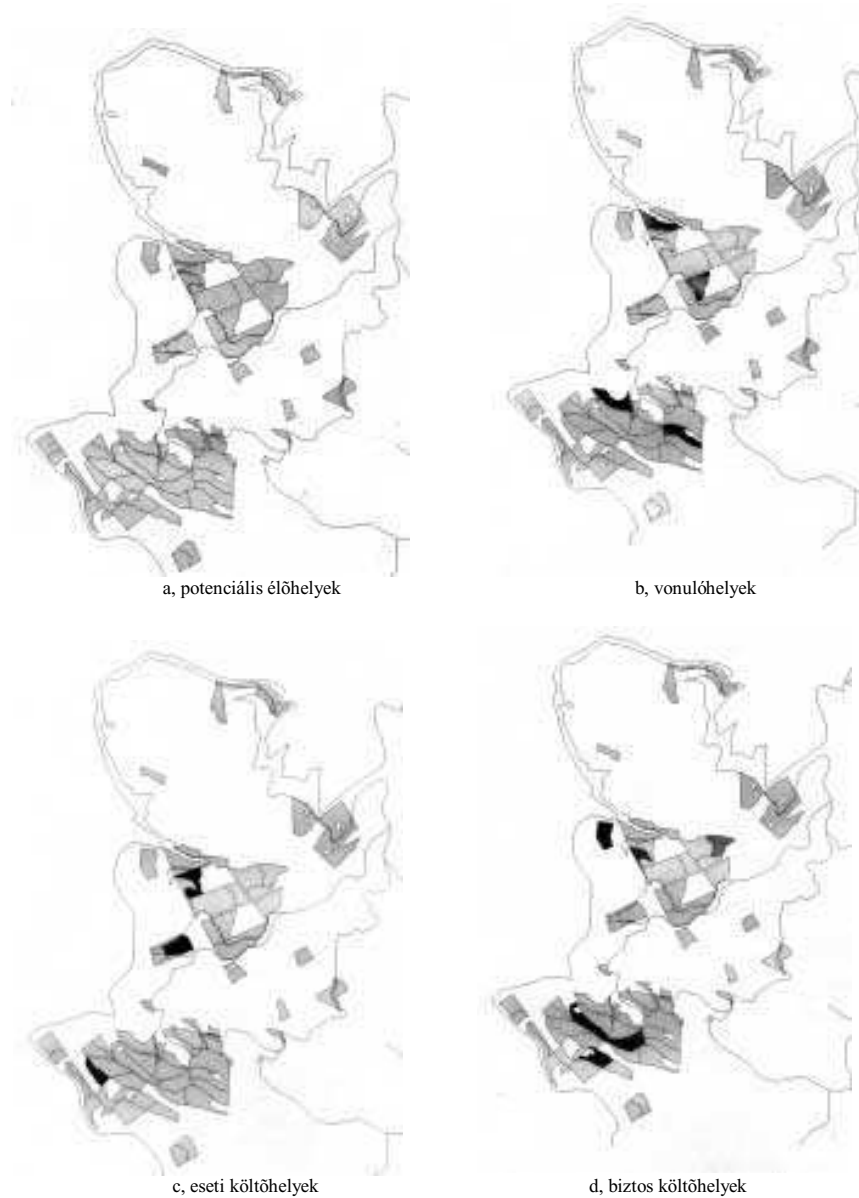 a, potenciális élõhelyek
b, vonulóhelyek
c, eseti költõhelyek
d, biztos költõhelyek